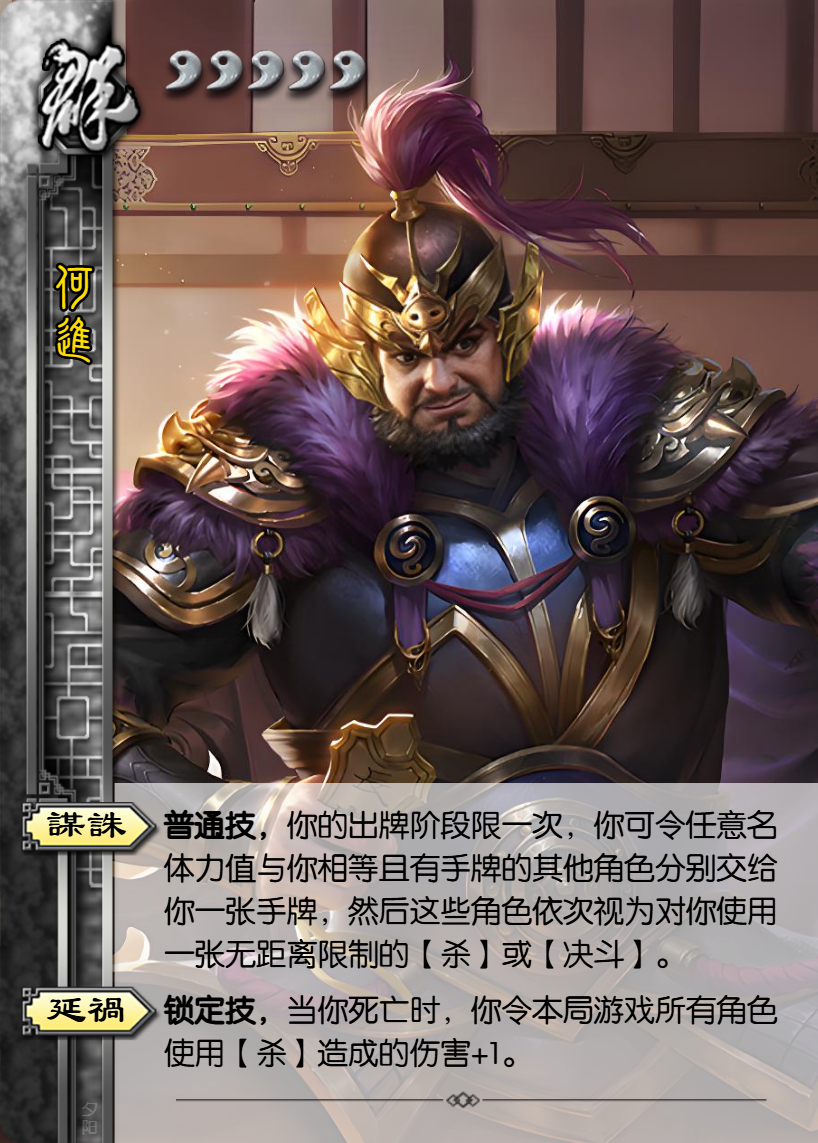 群
何進
謀誅
普通技，你的出牌阶段限一次，你可令任意名
体力值与你相等且有手牌的其他角色分别交给
你一张手牌，然后这些角色依次视为对你使用
一张无距离限制的【杀】或【决斗】。
延禍
锁定技，当你死亡时，你令本局游戏所有角色
使用【杀】造成的伤害+1。
夕阳